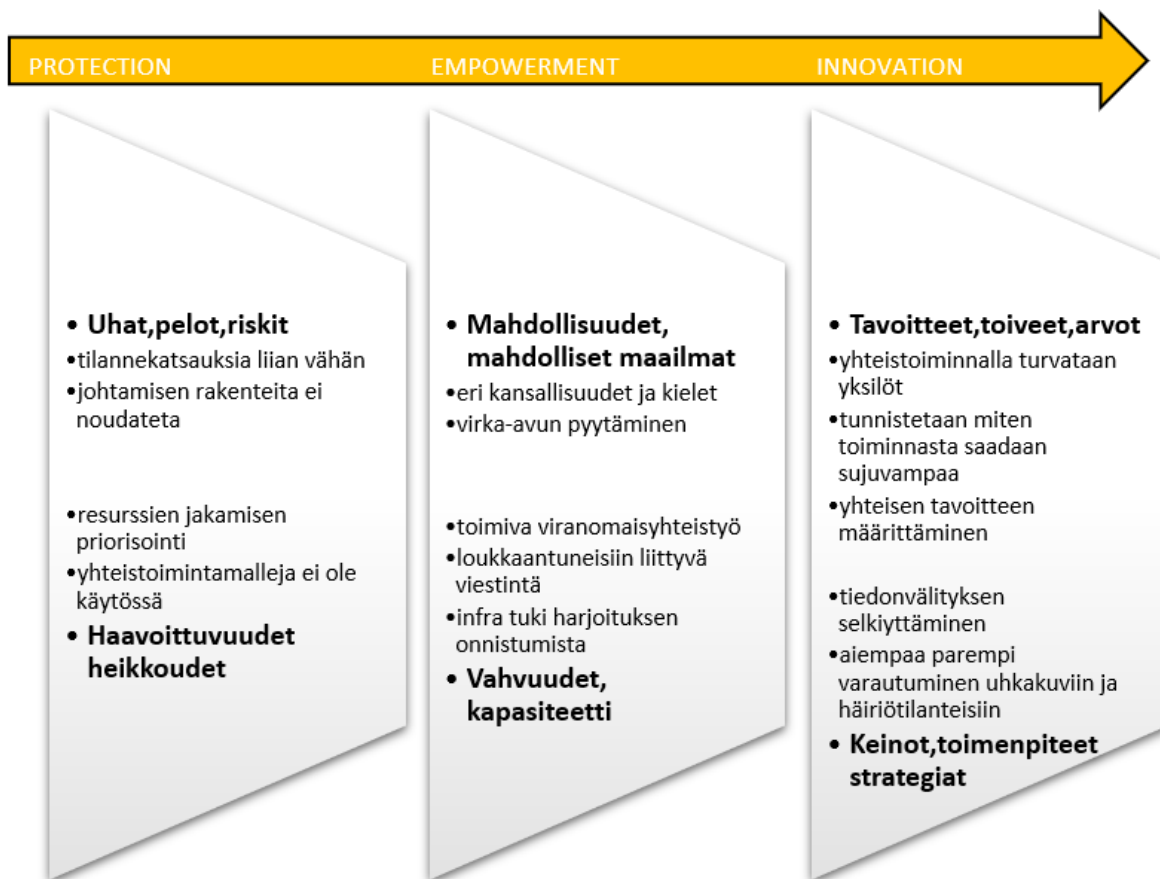 PROTECTION EMPOWERMENT INNOVATION
• Uhat,pelot,riskit
•tilannekatsauksia liian vähän
•johtamisen rakenteita ei
noudateta
•resurssien jakamisen
priorisointi
•yhteistoimintamalleja ei ole
käytössä
• Haavoittuvuudet
heikkoudet
• Mahdollisuudet,
mahdolliset maailmat
•eri kansallisuudet ja kielet
•virka-avun pyytäminen
•toimiva viranomaisyhteistyö
•loukkaantuneisiin liittyvä
viestintä
•infra tuki harjoituksen
onnistumista
• Vahvuudet,
kapasiteetti
• Tavoitteet,toiveet,arvot
•yhteistoiminnalla turvataan
yksilöt
•tunnistetaan miten
toiminnasta saadaan
sujuvampaa
•yhteisen tavoitteen
määrittäminen
•tiedonvälityksen
selkiyttäminen
•aiempaa parempi
varautuminen uhkakuviin ja
häiriötilanteisiin
• Keinot,toimenpiteet
strategiat